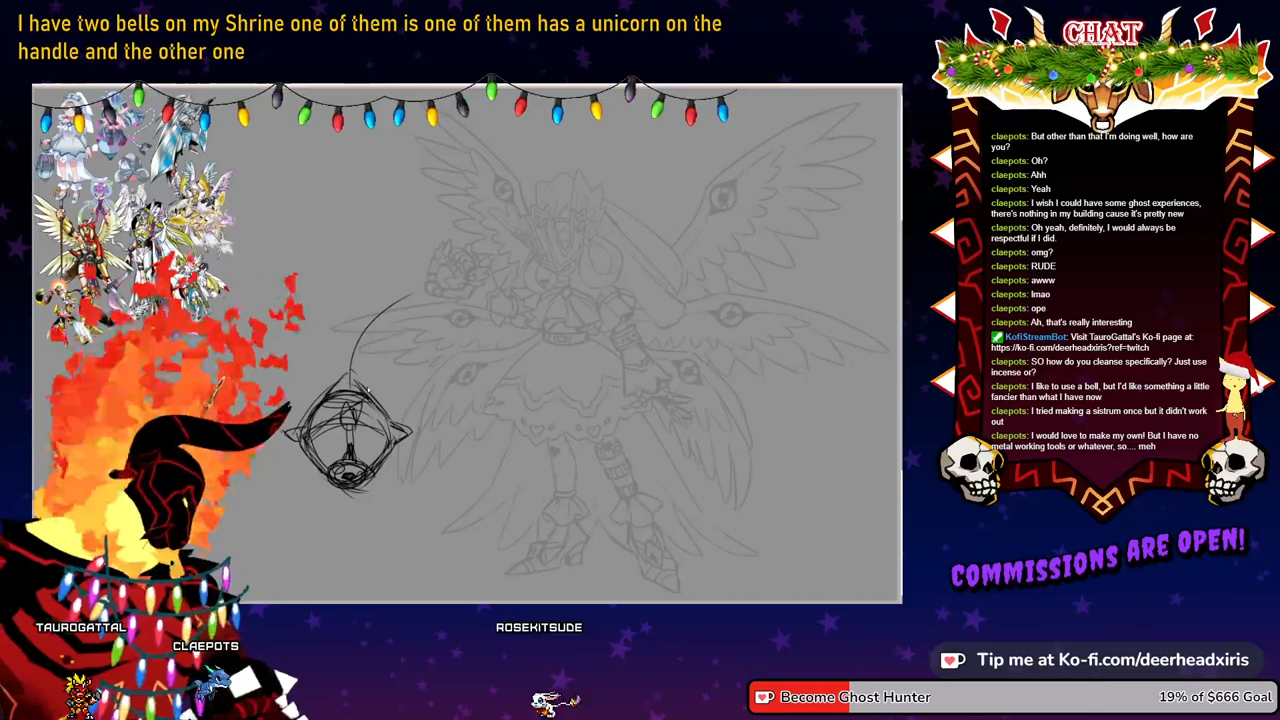 I have two bells on my Shrine one of them is one of them has a unicorn on the
handle and the other one
CHAT
claepots: But other than that I'm doing well, how are
you?
claepots: Oh?
claepots: Ahh
claepots: Yeah
claepots: I wish I could have some ghost experiences,
there's nothing in my building cause it's pretty new
claepots: Oh yeah, definitely, I would always be
respectful if I did.
claepots: omg?
claepots: RUDE
claepots: awww
claepots: lmao
claepots: ope
claepots: Ah, that's really interesting
KofiStreamBot: Visit TauroGattal's Ko-fi page at:
https://ko-fi.com/deerheadxiris?ref=twitch
claepots: SO how do you cleanse specifically? Just use
incense or?
claepots: I like to use a bell, but I'd like something a little
fancier than what I have now
claepots: I tried making a sistrum once but it didn't work
out
claepots: I would love to make my own! But I have no
metal working tools or whatever, so.... meh
COMMISSIONS ARE OPEN!
TAUROGATTAL
CLAEPOTS
ROSEKITSUDE
Tip me at Ko-fi.com/deerheadxiris
Become Ghost Hunter
19% of $666 Goal